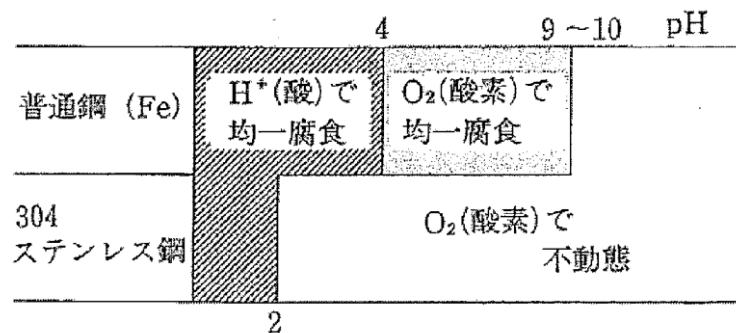 4 9～10 pH
普通鋼 (Fe)
H⁺(酸)で
均一腐食
O₂(酸素)で
均一腐食
304
ステンレス鋼
O₂(酸素)で
不動態
2